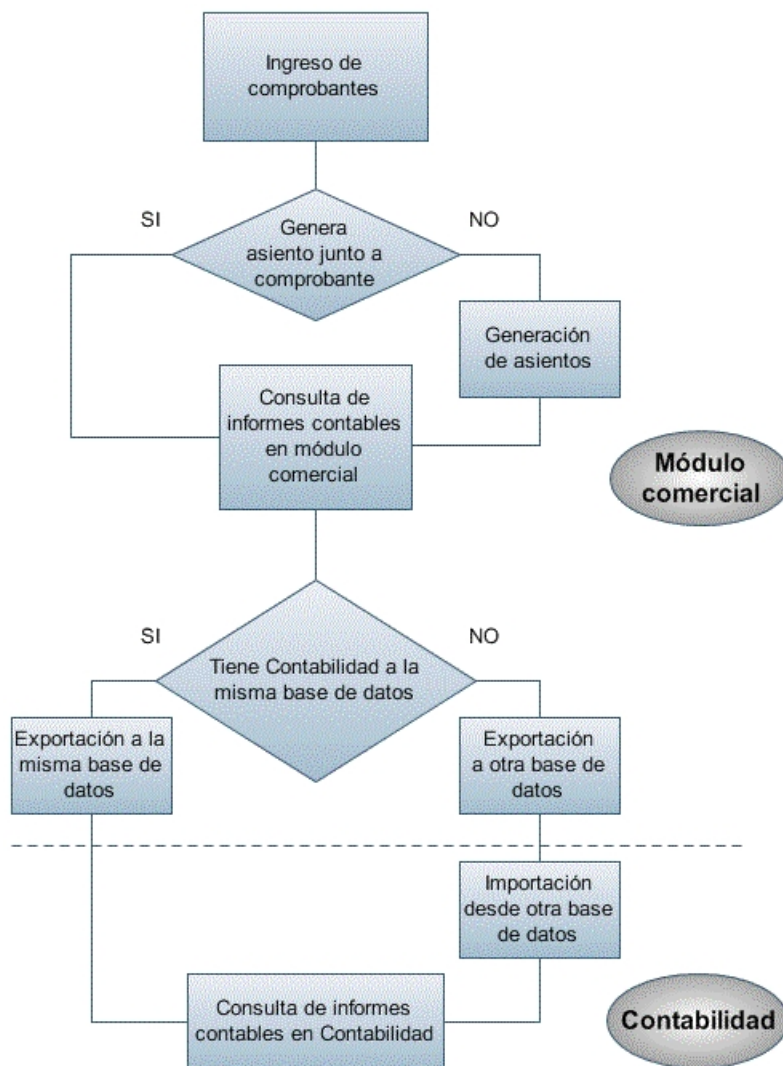 Ingreso de
comprobantes
SI
NO
Genera
asiento junto a
comprobante
Generación
de asientos
Consulta de
informes contables
en módulo
comercial
Módulo
comercial
SI
NO
Tiene Contabilidad a la
misma base de datos
Exportación a la
misma base de
datos
Exportación
a otra base de
datos
Importación
desde otra base
de datos
Consulta de informes
contables en Contabilidad
Contabilidad